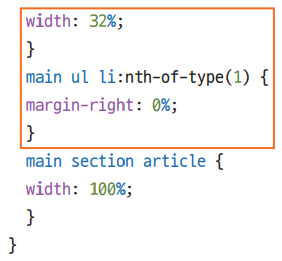 width: 32%;
}
main ul li:nth-of-type(1) {
margin-right: 0%;
}
main section article {
width: 100%;
}
}